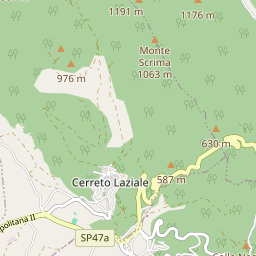 1191 m
1176 m
Monte
Scrima
1063 m
976 m
630 m
Cerreto Laziale
587 m
politana II
SP47a